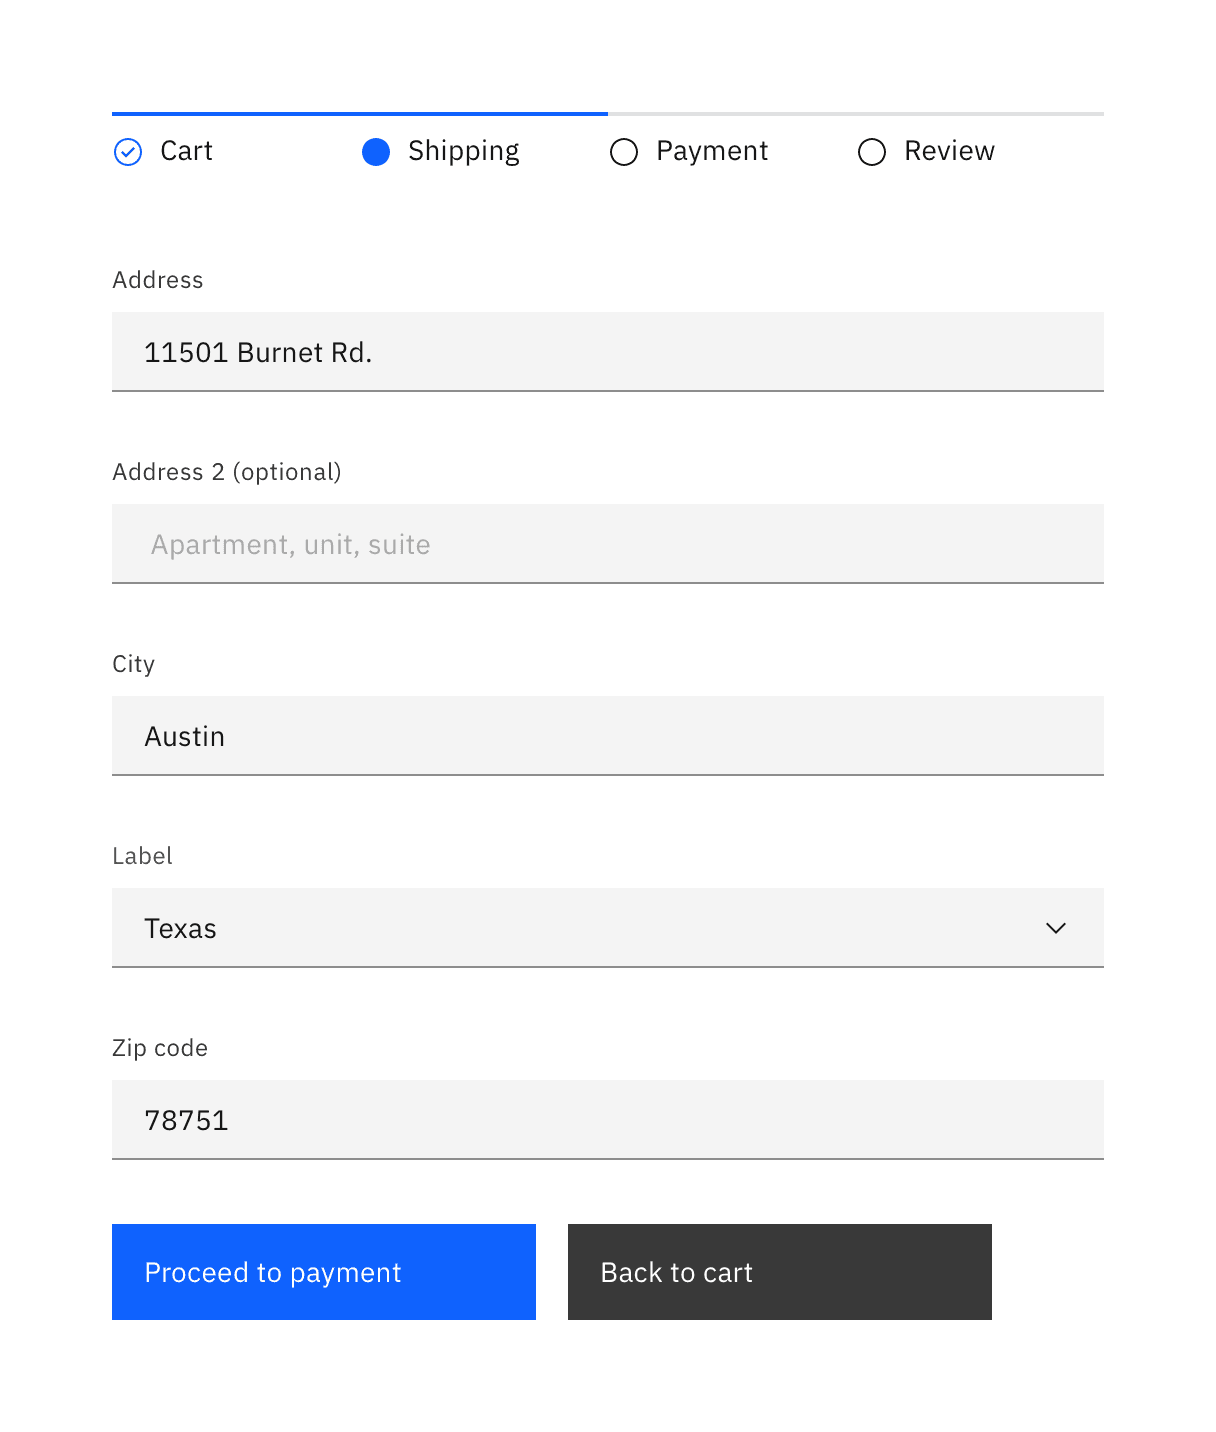 Cart Shipping Payment Review
Address
11501 Burnet Rd.
Address 2 (optional)
Apartment, unit, suite
City
Austin
Label
Texas
Zip code
78751
Proceed to payment Back to cart